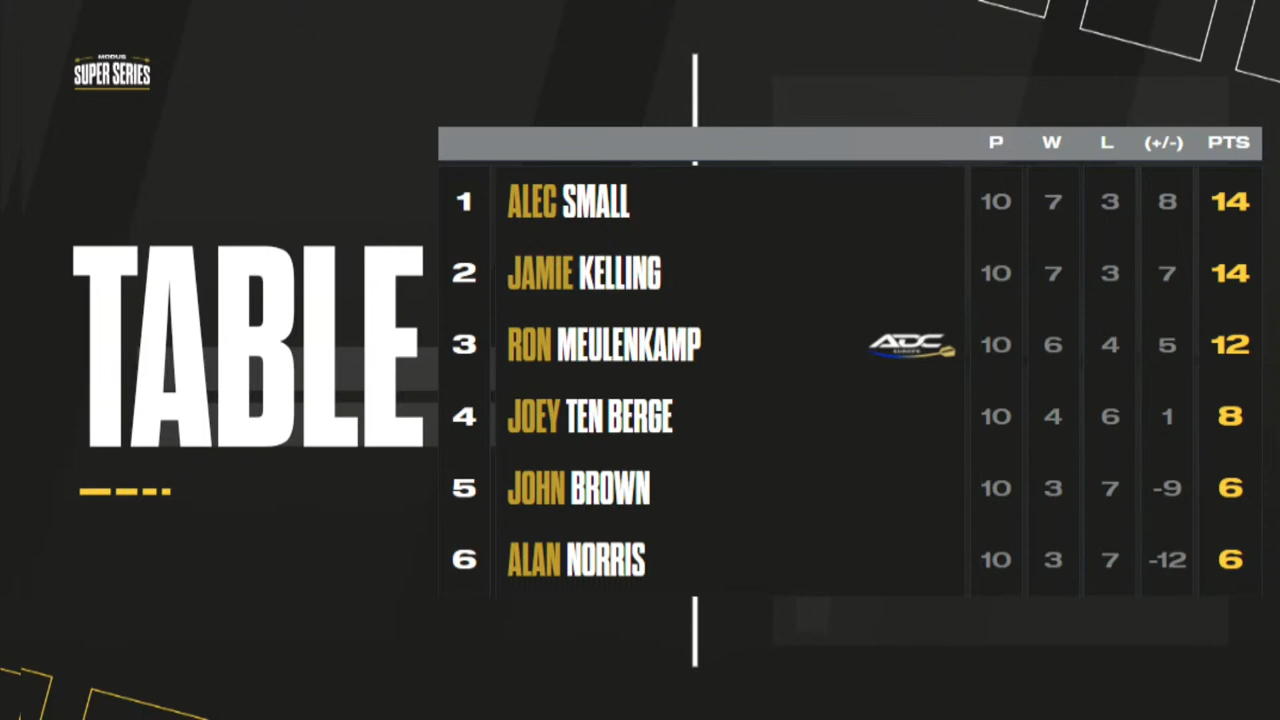 MODUS
SUPER SERIES
TABLE
P W L (+/-) PTS
1 ALEC SMALL 10 7 3 8 14
2 JAMIE KELLING 10 7 3 7 14
3 RON MEULENKAMP ADC EUROPE 10 6 4 5 12
4 JOEY TEN BERGE 10 4 6 1 8
5 JOHN BROWN 10 3 7 -9 6
6 ALAN NORRIS 10 3 7 -12 6